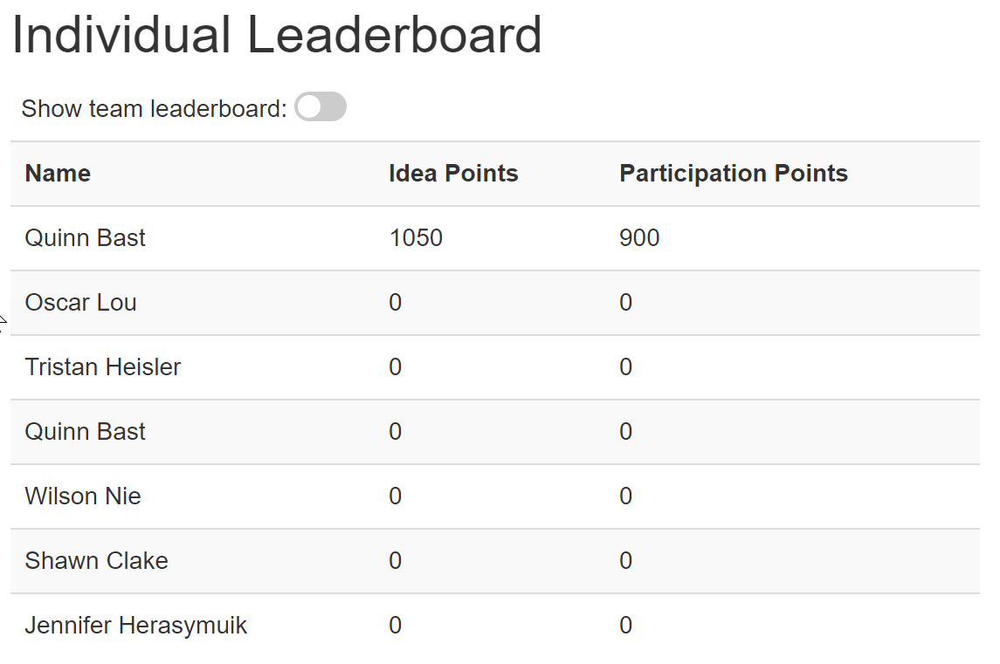 Individual Leaderboard
Show team leaderboard:
Name Idea Points Participation Points
Quinn Bast 1050 900
Oscar Lou 0 0
Tristan Heisler 0 0
Quinn Bast 0 0
Wilson Nie 0 0
Shawn Clake 0 0
Jennifer Herasymuik 0 0